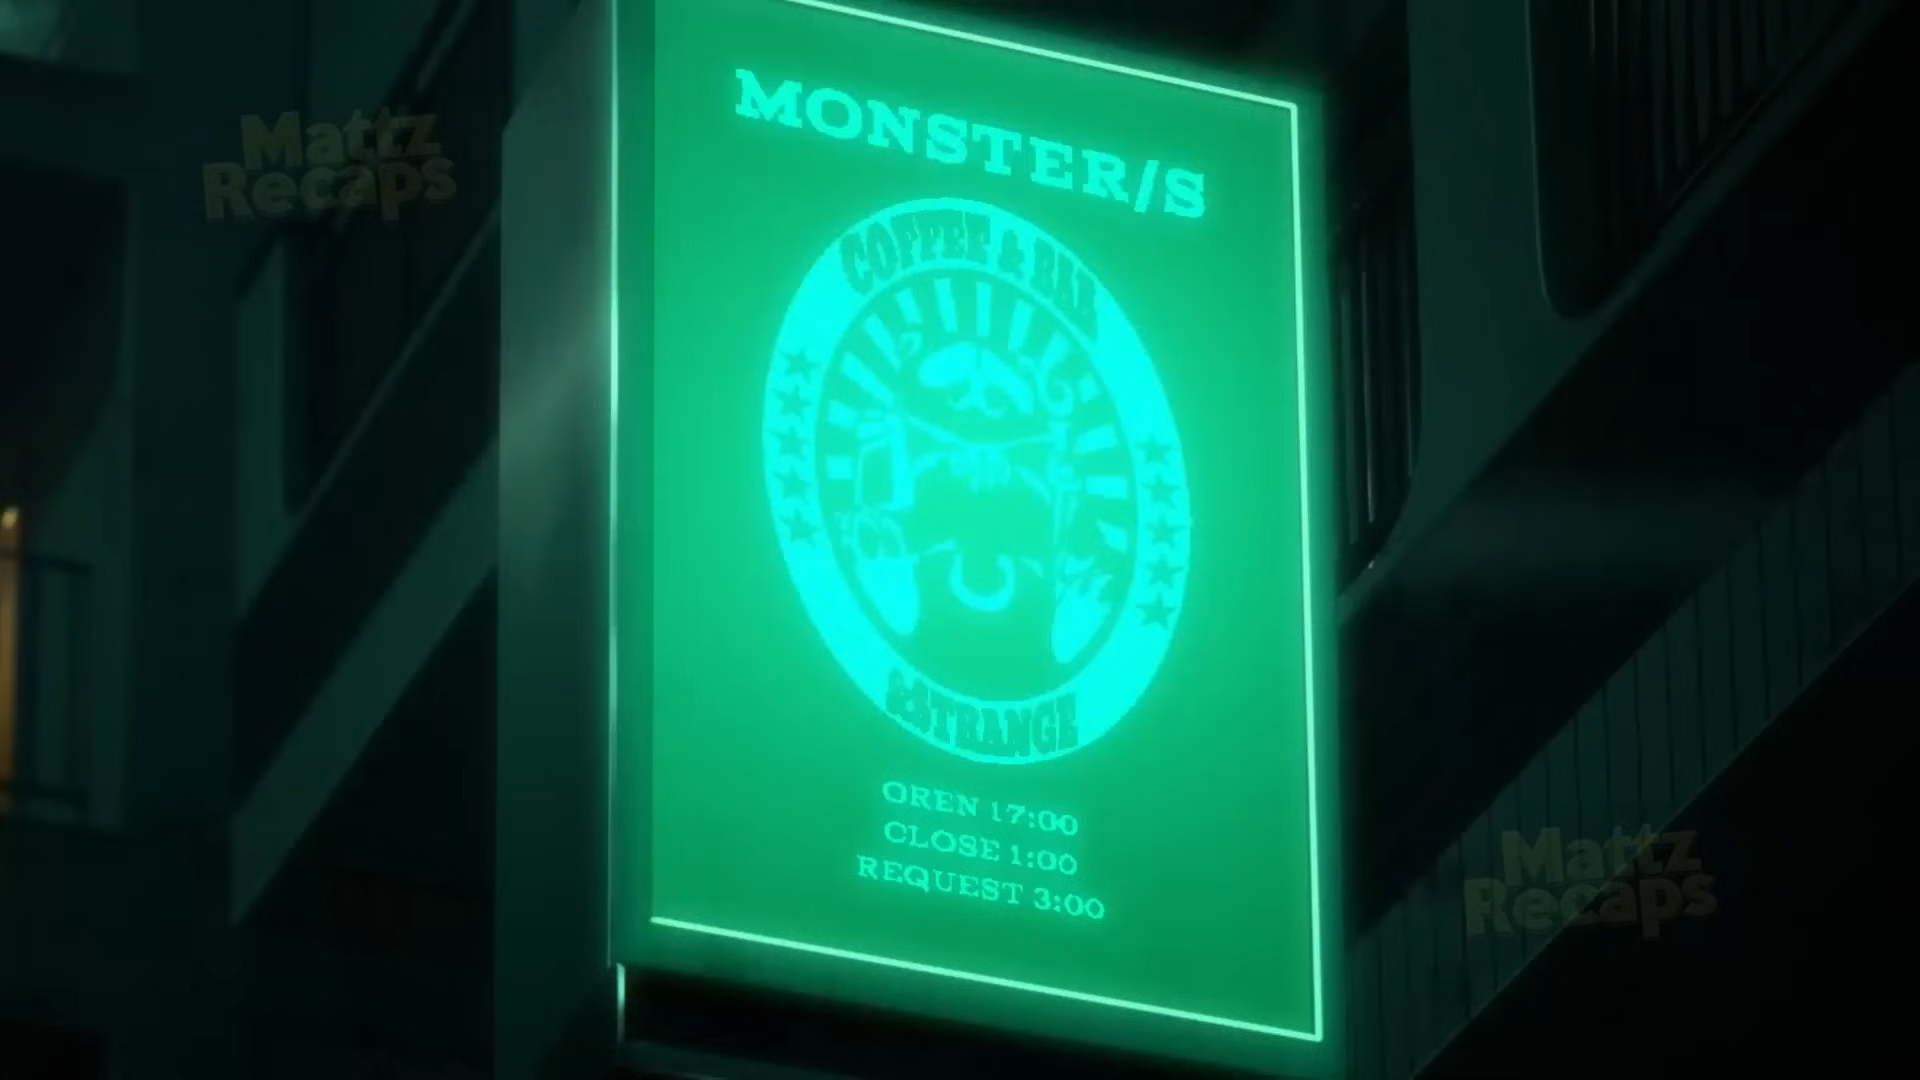 MONSTER/S
COFFEE & BAR
&STRANGE
OREN 17:00
CLOSE 1:00
REQUEST 3:00
Mattz
Recaps
Mattz
Recaps